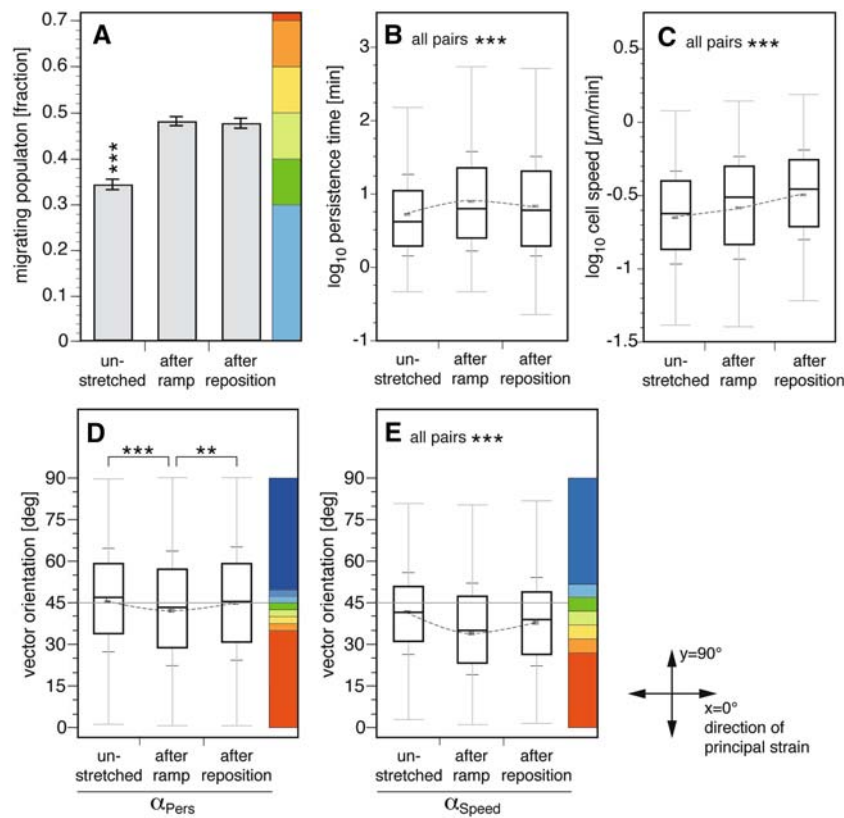 A
migrating populaton [fraction]
0.7
0.6
0.5
0.4
0.3
0.2
0.1
0
***
un-
stretched
after
ramp
after
reposition
B
all pairs ***
log10 persistence time [min]
3
2
1
0
-1
un-
stretched
after
ramp
after
reposition
C
all pairs ***
log10 cell speed [µm/min]
0.5
0
-0.5
-1
-1.5
un-
stretched
after
ramp
after
reposition
D
*** **
vector orientation [deg]
90
75
60
45
30
15
0
un-
stretched
after
ramp
after
reposition
αPers
E
all pairs ***
vector orientation [deg]
90
75
60
45
30
15
0
un-
stretched
after
ramp
after
reposition
αSpeed
y=90°
x=0°
direction of
principal strain